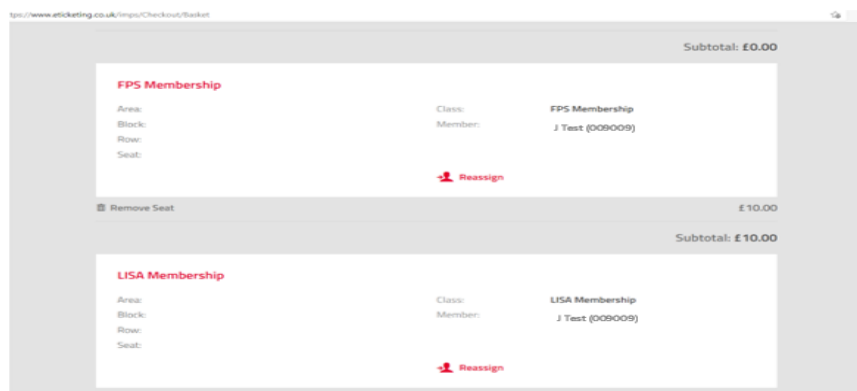 tps://www.eticketing.co.uk/imps/Checkout/Basket
Subtotal: £0.00
FPS Membership
Area: Class: FPS Membership
Block: Member: J Test (009009)
Row:
Seat:
Reassign
Remove Seat £10.00
Subtotal: £10.00
LISA Membership
Area: Class: LISA Membership
Block: Member: J Test (009009)
Row:
Seat:
Reassign